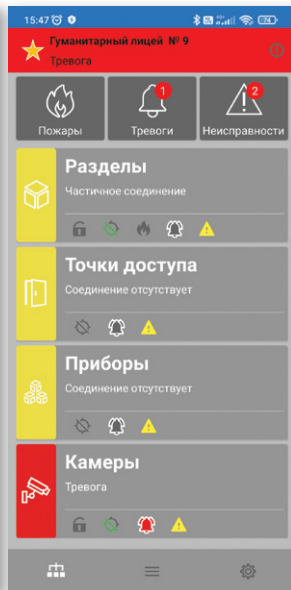 15:47
74
Гуманитарный лицей № 9
Тревога
1
2
Пожары
Тревоги
Неисправности
Разделы
Частичное соединение
Точки доступа
Соединение отсутствует
Приборы
Соединение отсутствует
Камеры
Тревога